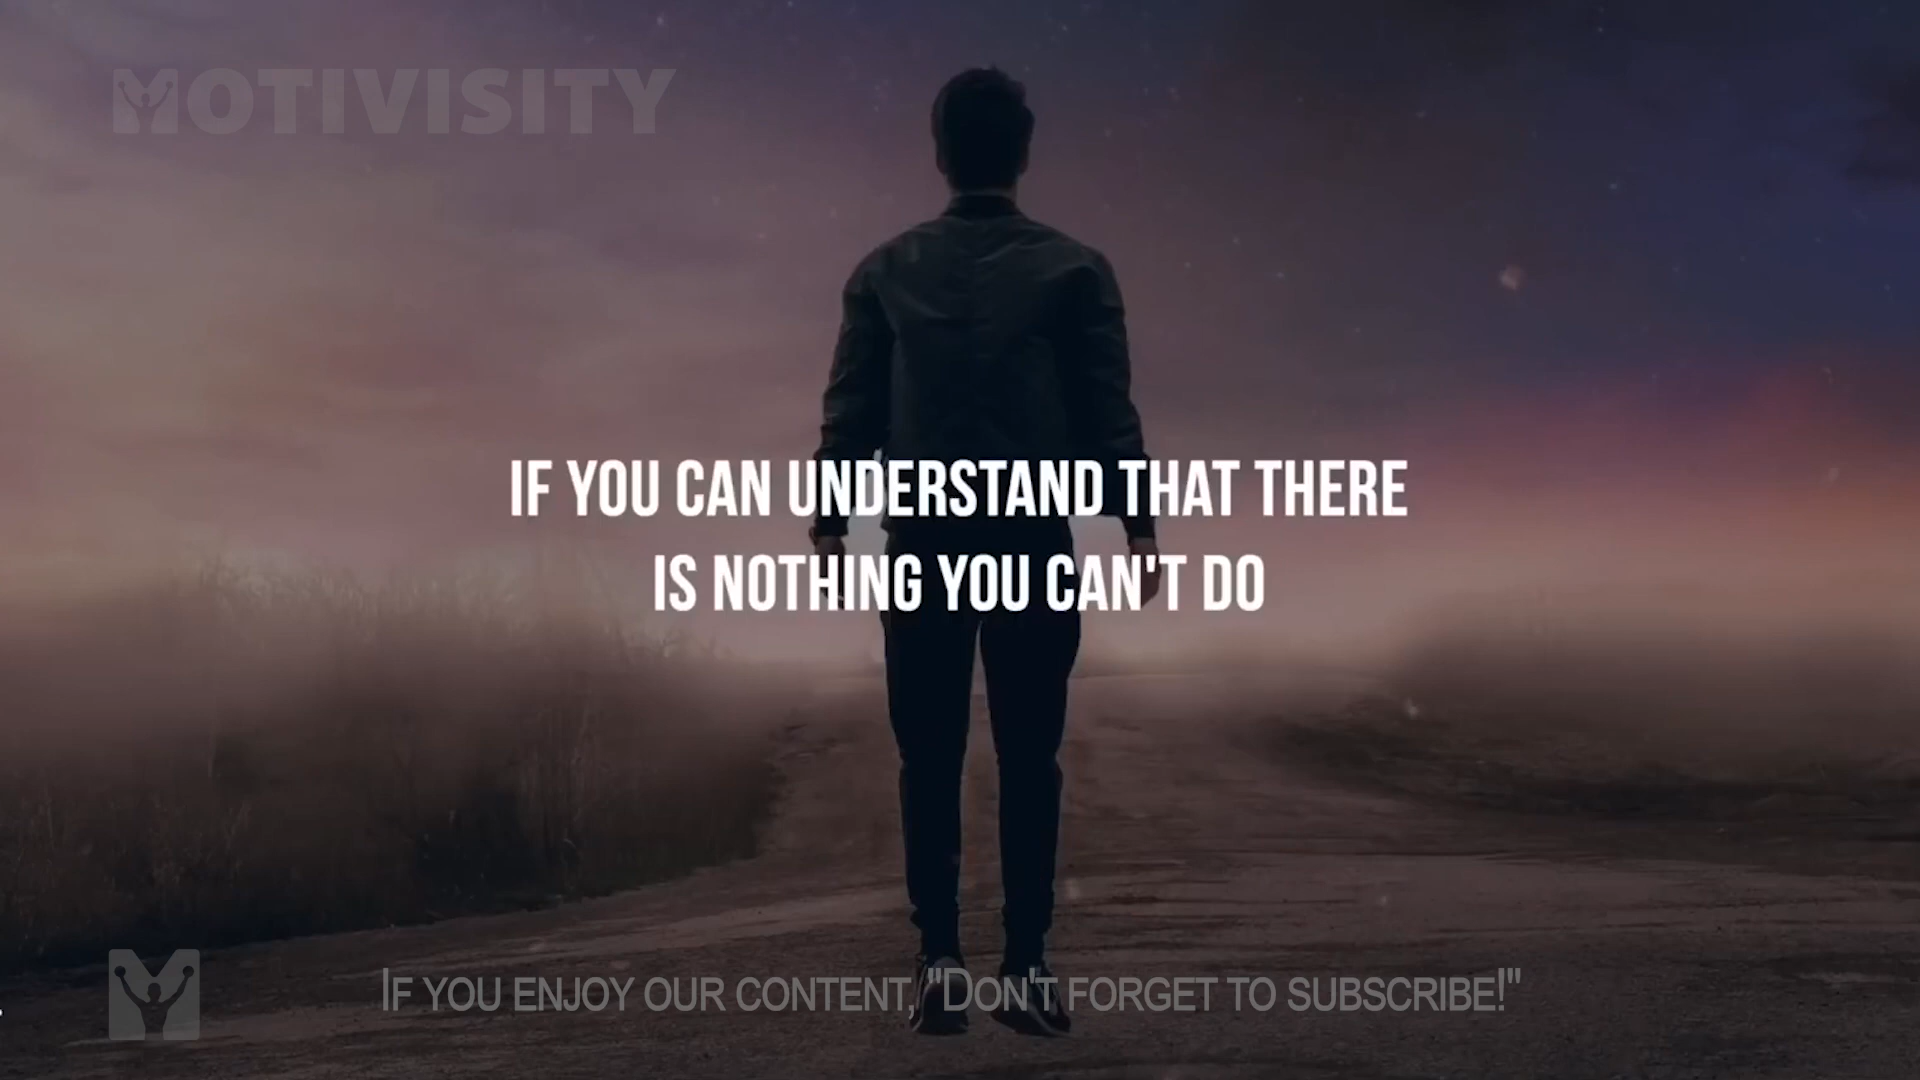 MOTIVISITY
IF YOU CAN UNDERSTAND THAT THERE
IS NOTHING YOU CAN'T DO
IF YOU ENJOY OUR CONTENT, "DON'T FORGET TO SUBSCRIBE!"